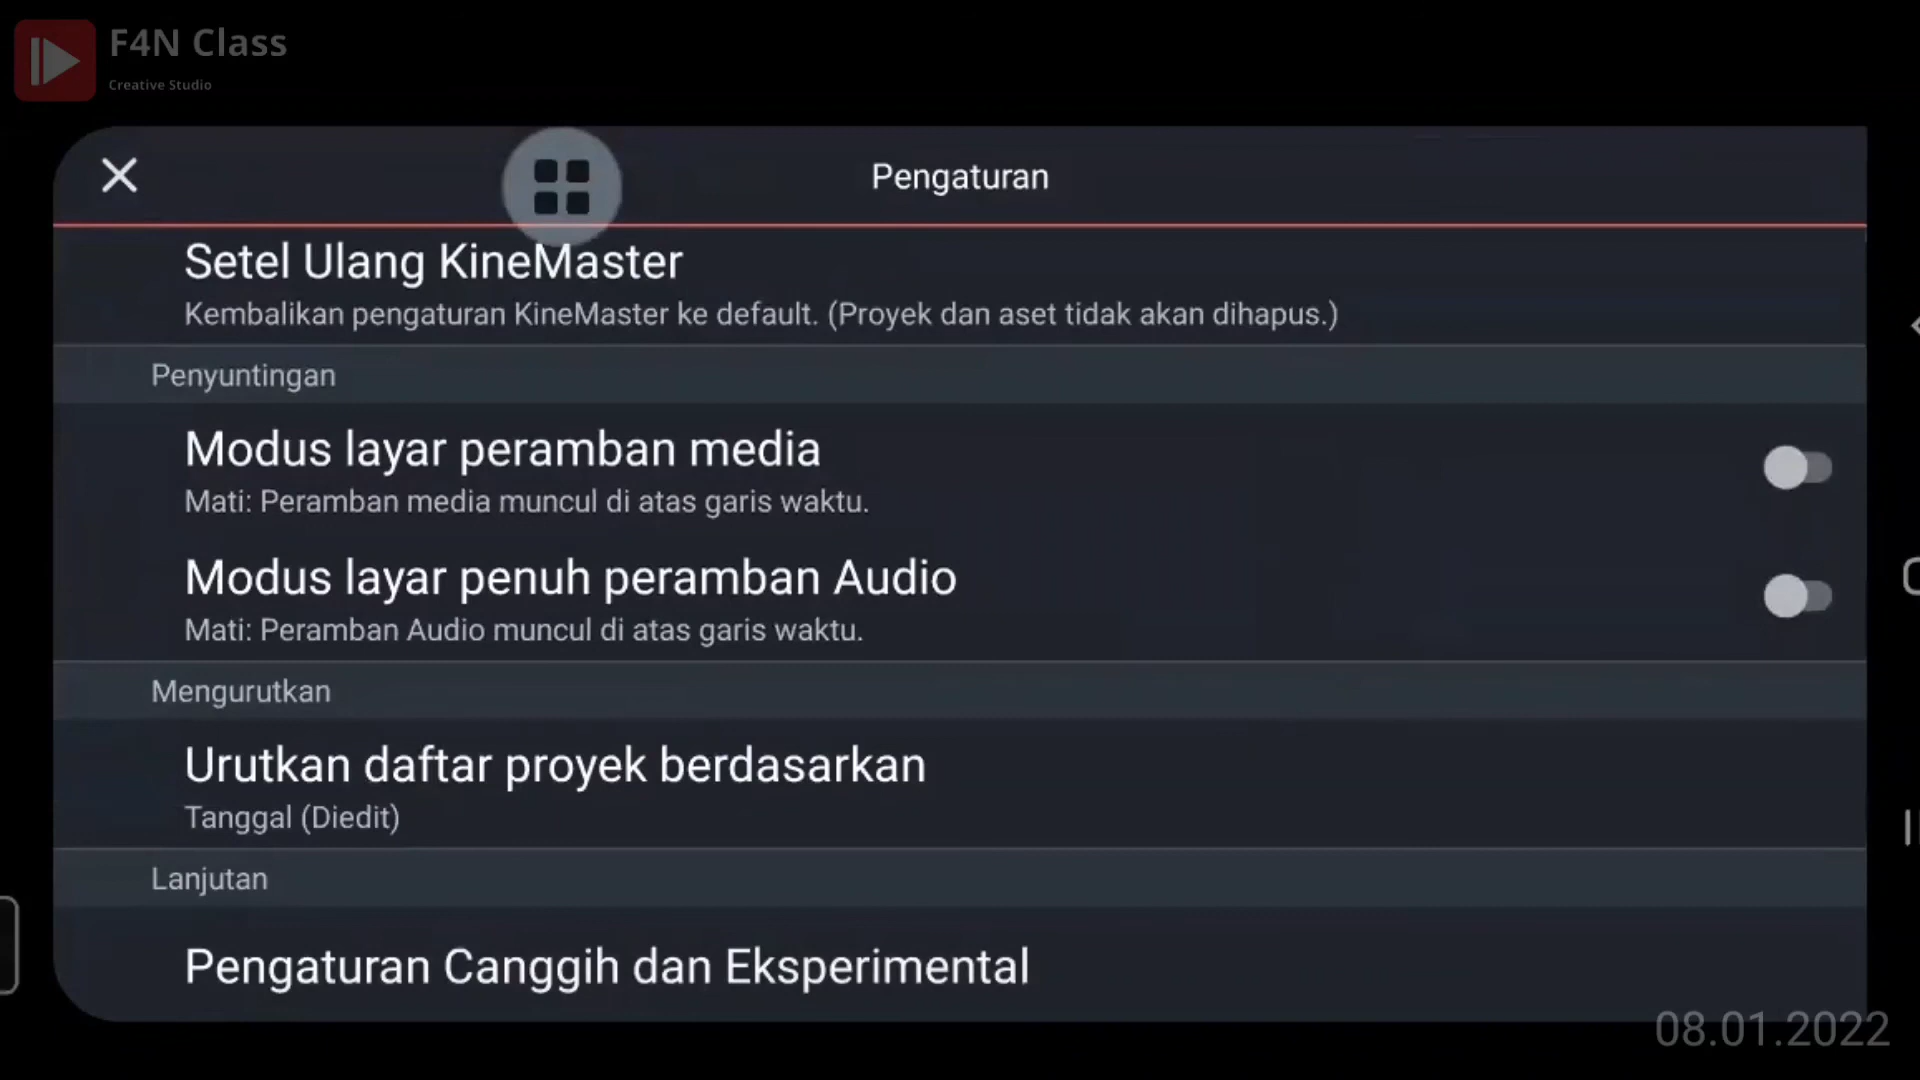 F4N Class
Creative Studio
Pengaturan
Setel Ulang KineMaster
Kembalikan pengaturan KineMaster ke default. (Proyek dan aset tidak akan dihapus.)
Penyuntingan
Modus layar peramban media
Mati: Peramban media muncul di atas garis waktu.
Modus layar penuh peramban Audio
Mati: Peramban Audio muncul di atas garis waktu.
Mengurutkan
Urutkan daftar proyek berdasarkan
Tanggal (Diedit)
Lanjutan
Pengaturan Canggih dan Eksperimental
08.01.2022